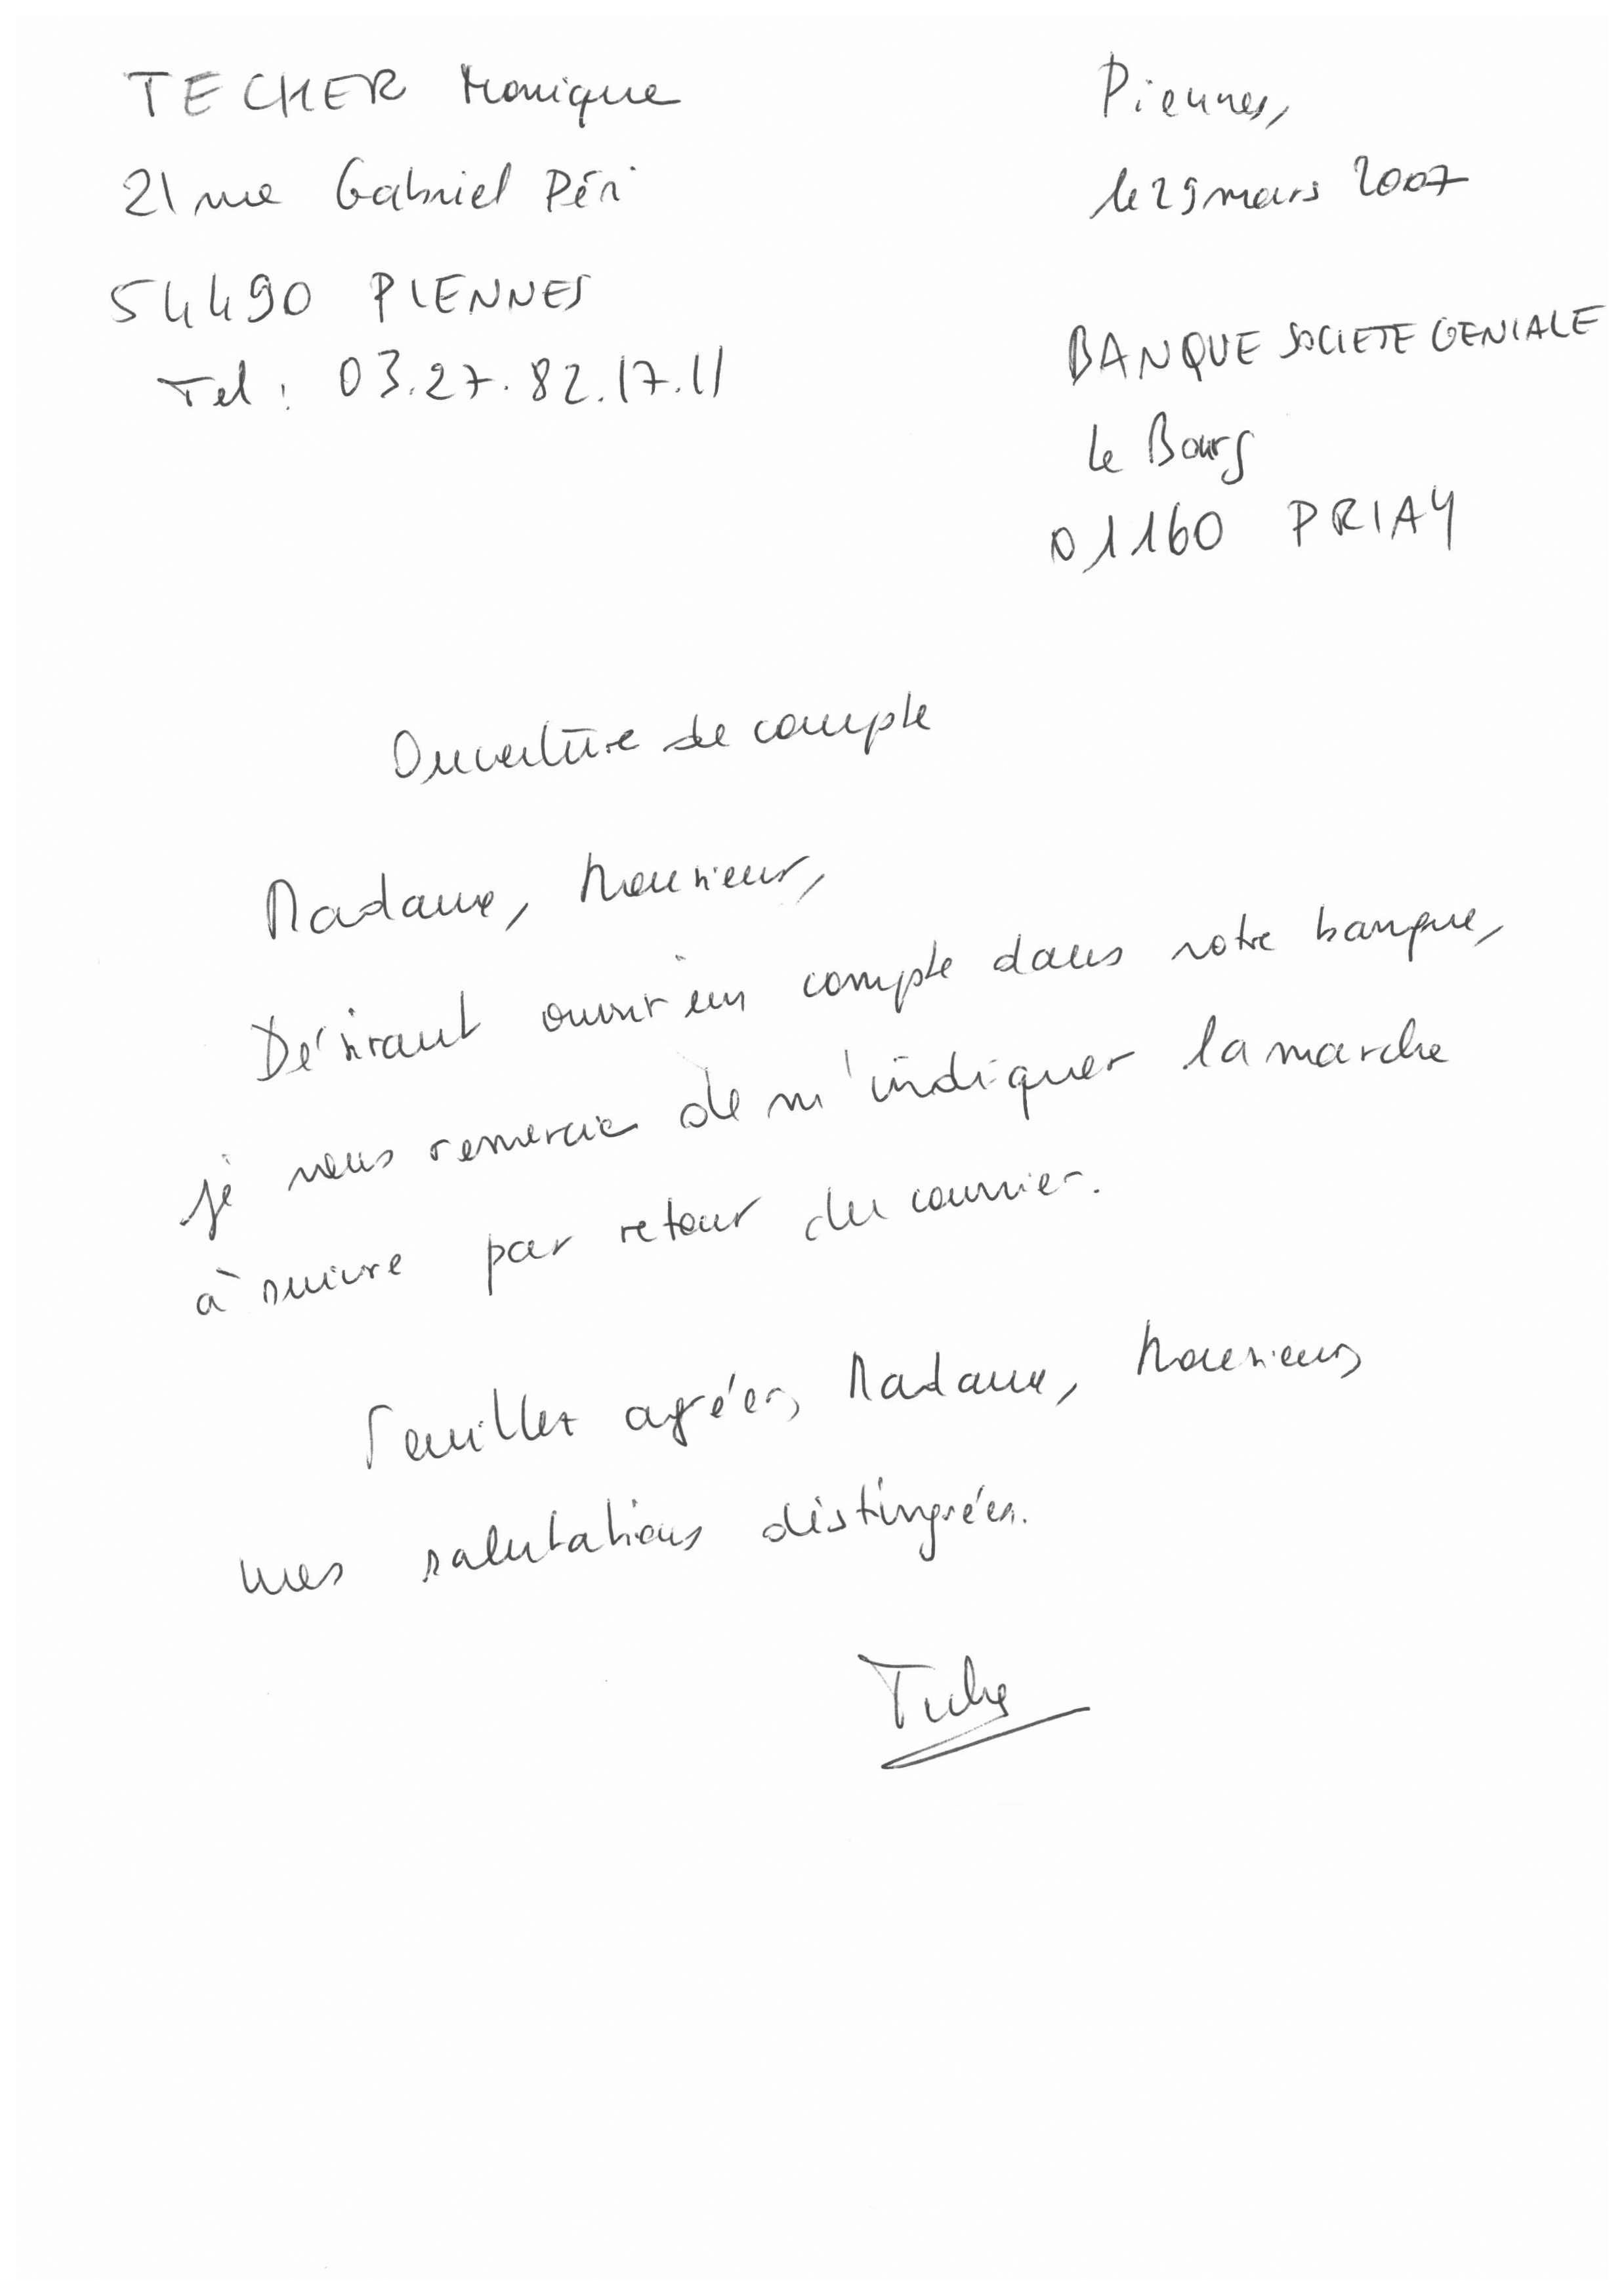 TECHER Monique
21 rue Gabriel Péri
54490 PIENNES
Tel : 03.27.82.17.11
Piennes,
le 29 mars 2007
BANQUE SOCIETE GENIALE
Le Bourg
01160 PRIAY
Ouverture de compte
Madame, Monsieur,
Désirant ouvrir un compte dans votre banque,
je vous remercie de m'indiquer la marche
à suivre par retour du courrier.
Veuillez agréer, Madame, Monsieur,
mes salutations distinguées.